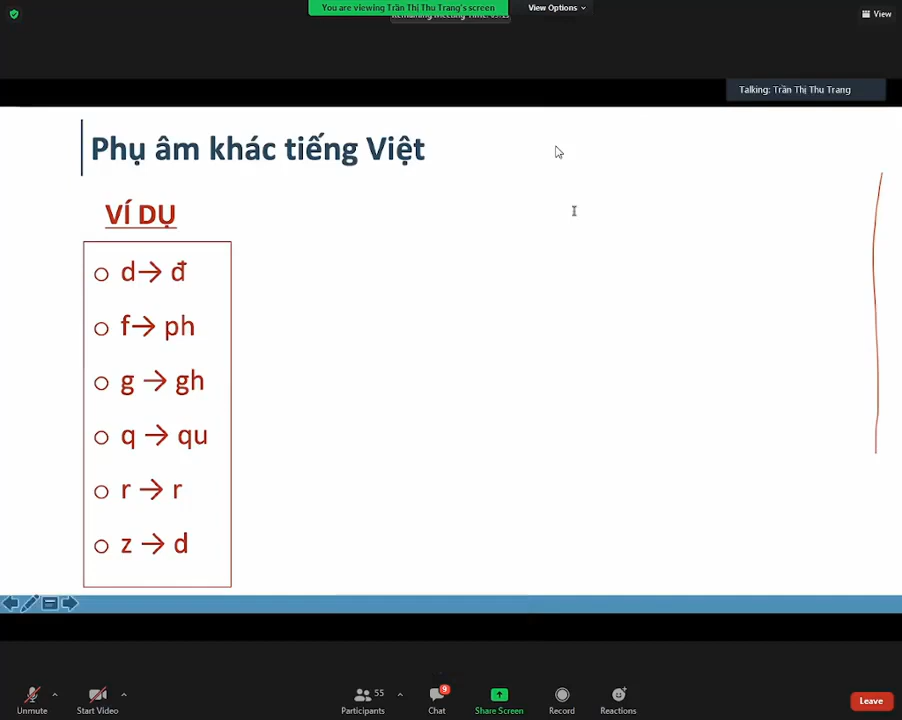 You are viewing Trần Thị Thu Trang's screen
View Options
View
Talking: Trần Thị Thu Trang
Phụ âm khác tiếng Việt
VÍ DỤ
d→ đ
f→ ph
g → gh
q → qu
r → r
z → d
Unmute
Start Video
55
Participants
9
Chat
Share Screen
Record
Reactions
Leave